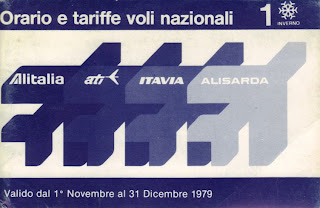 Orario e tariffe voli nazionali 1
INVERNO
Alitalia ati ITAVIA ALISARDA
Valido dal 1° Novembre al 31 Dicembre 1979